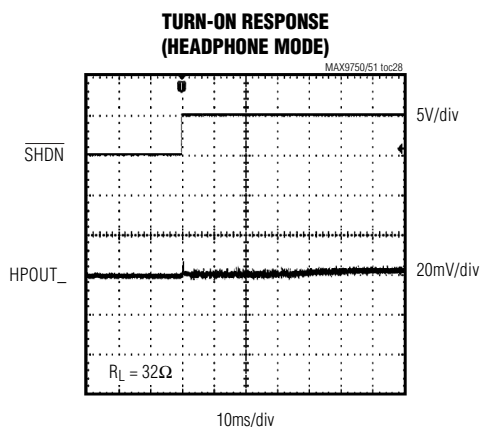 TURN-ON RESPONSE
(HEADPHONE MODE)
MAX9750/51 toc28
5V/div
SHDN
HPOUT_
20mV/div
RL = 32Ω
10ms/div